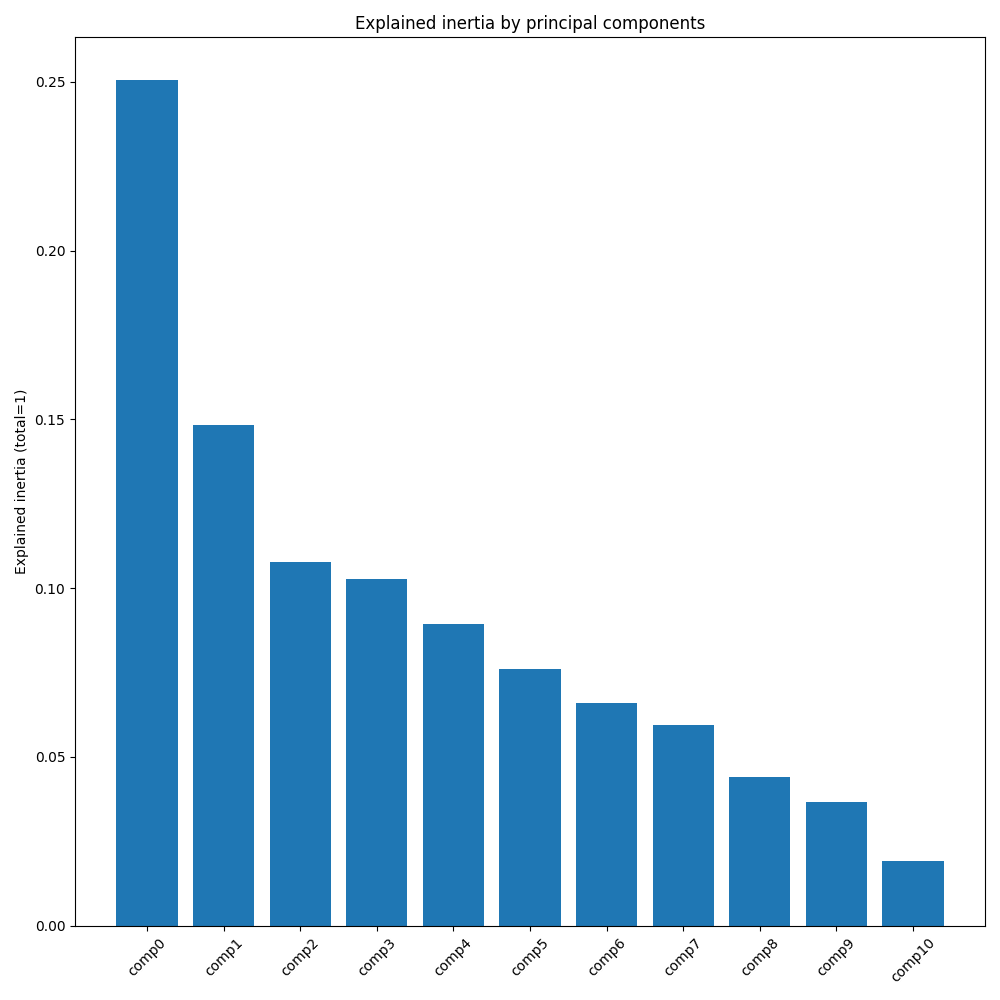 Explained inertia by principal components
Explained inertia (total=1)
0.25
0.20
0.15
0.10
0.05
0.00
comp0
comp1
comp2
comp3
comp4
comp5
comp6
comp7
comp8
comp9
comp10